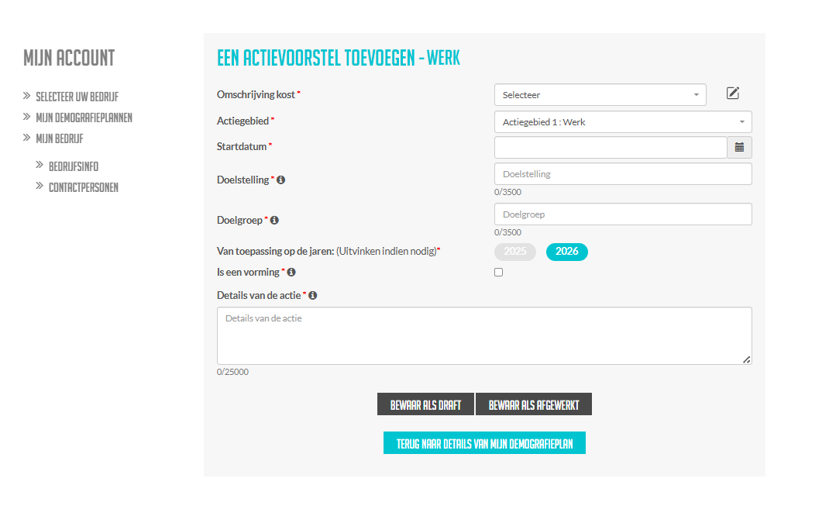 MIJN ACCOUNT
SELECTEER UW BEDRIJF
MIJN DEMOGRAFIEPLANNEN
MIJN BEDRIJF
BEDRIJFSINFO
CONTACTPERSONEN
EEN ACTIEVOORSTEL TOEVOEGEN - WERK
Omschrijving kost * Selecteer
Actiegebied * Actiegebied 1 : Werk
Startdatum *
Doelstelling * Doelstelling
0/3500
Doelgroep * Doelgroep
0/3500
Van toepassing op de jaren: (Uitvinken indien nodig)* 2025 2026
Is een vorming *
Details van de actie *
Details van de actie
0/25000
BEWAAR ALS DRAFT BEWAAR ALS AFGEWERKT
TERUG NAAR DETAILS VAN MIJN DEMOGRAFIEPLAN